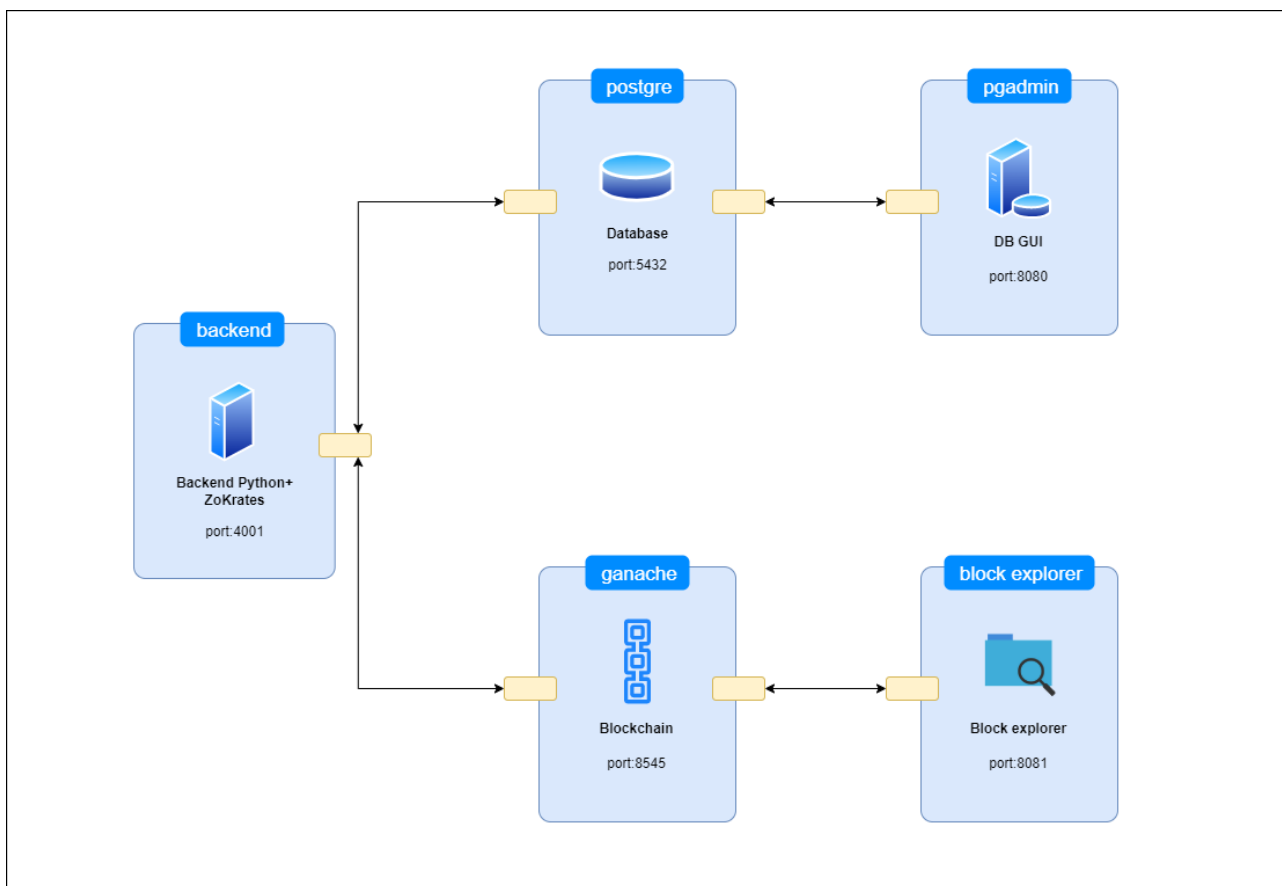 postgre
Database
port:5432
pgadmin
DB GUI
port:8080
backend
Backend Python+
ZoKrates
port:4001
ganache
Blockchain
port:8545
block explorer
Block explorer
port:8081